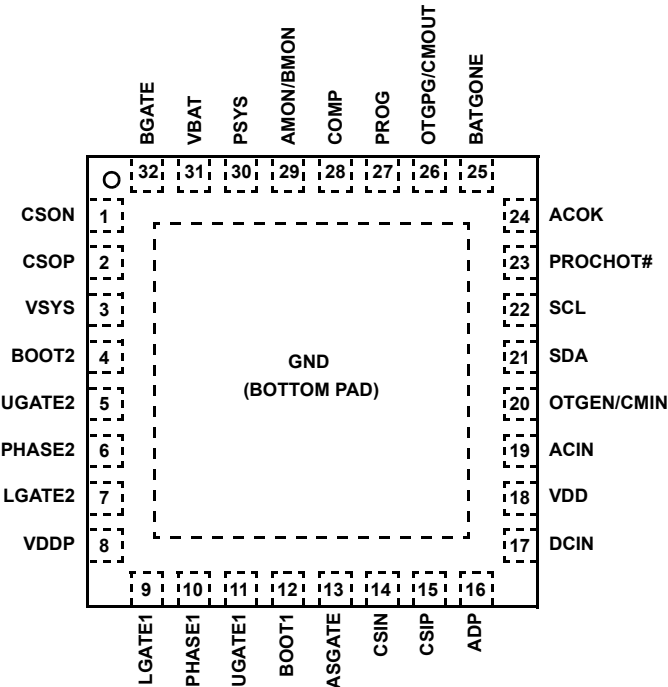 BGATE
VBAT
PSYS
AMON/BMON
COMP
PROG
OTGPG/CMOUT
BATGONE
32 31 30 29 28 27 26 25
CSON 1 24 ACOK
CSOP 2 23 PROCHOT#
VSYS 3 22 SCL
BOOT2 4 21 SDA
GND
(BOTTOM PAD)
UGATE2 5 20 OTGEN/CMIN
PHASE2 6 19 ACIN
LGATE2 7 18 VDD
VDDP 8 17 DCIN
9 10 11 12 13 14 15 16
LGATE1
PHASE1
UGATE1
BOOT1
ASGATE
CSIN
CSIP
ADP